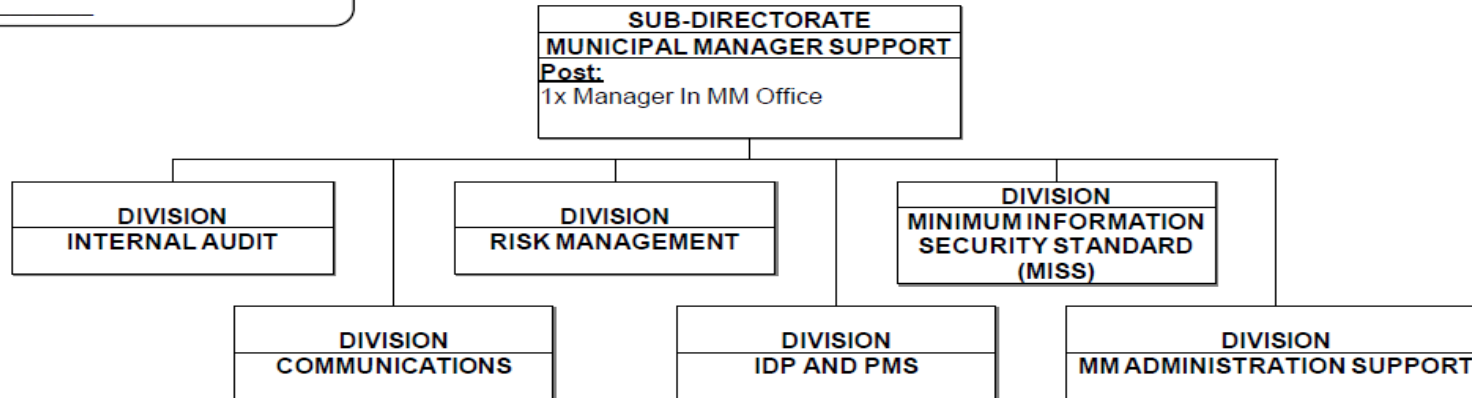 SUB-DIRECTORATE
MUNICIPAL MANAGER SUPPORT
Post:
1x Manager In MM Office
DIVISION
INTERNAL AUDIT
DIVISION
RISK MANAGEMENT
DIVISION
MINIMUM INFORMATION
SECURITY STANDARD
(MISS)
DIVISION
COMMUNICATIONS
DIVISION
IDP AND PMS
DIVISION
MM ADMINISTRATION SUPPORT